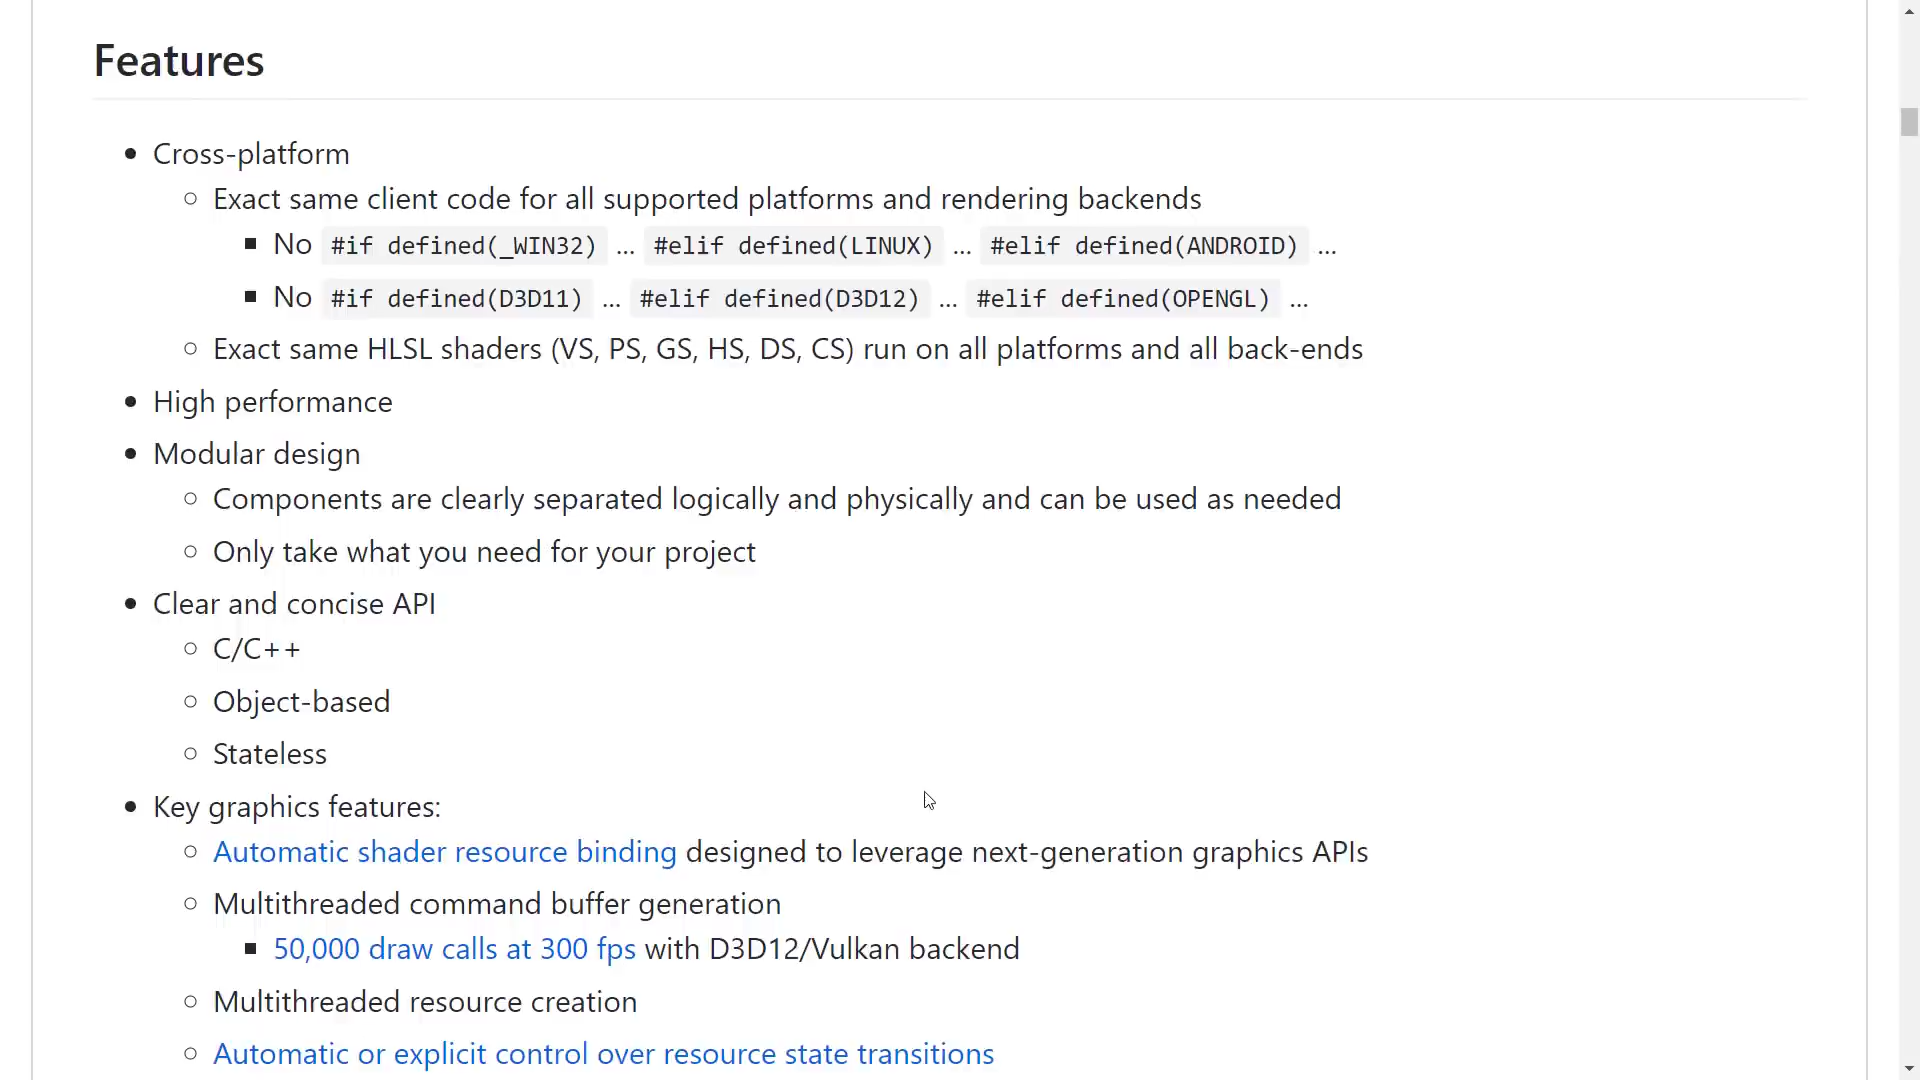 Features
Cross-platform
Exact same client code for all supported platforms and rendering backends
No #if defined(_WIN32) ... #elif defined(LINUX) ... #elif defined(ANDROID) ...
No #if defined(D3D11) ... #elif defined(D3D12) ... #elif defined(OPENGL) ...
Exact same HLSL shaders (VS, PS, GS, HS, DS, CS) run on all platforms and all back-ends
High performance
Modular design
Components are clearly separated logically and physically and can be used as needed
Only take what you need for your project
Clear and concise API
C/C++
Object-based
Stateless
Key graphics features:
Automatic shader resource binding designed to leverage next-generation graphics APIs
Multithreaded command buffer generation
50,000 draw calls at 300 fps with D3D12/Vulkan backend
Multithreaded resource creation
Automatic or explicit control over resource state transitions